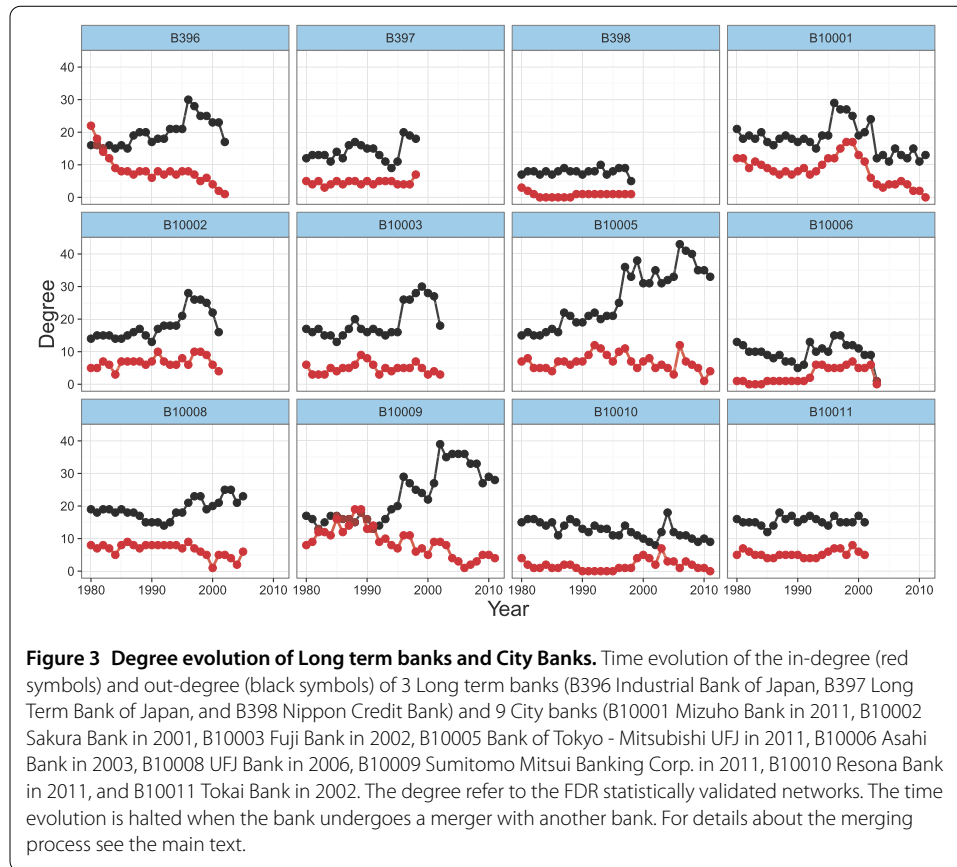 B396 B397 B398 B10001
40
30
20
10
0
B10002 B10003 B10005 B10006
40
30
20
10
0
Degree
B10008 B10009 B10010 B10011
40
30
20
10
0
1980 1990 2000 2010 1980 1990 2000 2010 1980 1990 2000 2010 1980 1990 2000 2010
Year
Figure 3 Degree evolution of Long term banks and City Banks. Time evolution of the in-degree (red
symbols) and out-degree (black symbols) of 3 Long term banks (B396 Industrial Bank of Japan, B397 Long
Term Bank of Japan, and B398 Nippon Credit Bank) and 9 City banks (B10001 Mizuho Bank in 2011, B10002
Sakura Bank in 2001, B10003 Fuji Bank in 2002, B10005 Bank of Tokyo - Mitsubishi UFJ in 2011, B10006 Asahi
Bank in 2003, B10008 UFJ Bank in 2006, B10009 Sumitomo Mitsui Banking Corp. in 2011, B10010 Resona Bank
in 2011, and B10011 Tokai Bank in 2002. The degree refer to the FDR statistically validated networks. The time
evolution is halted when the bank undergoes a merger with another bank. For details about the merging
process see the main text.